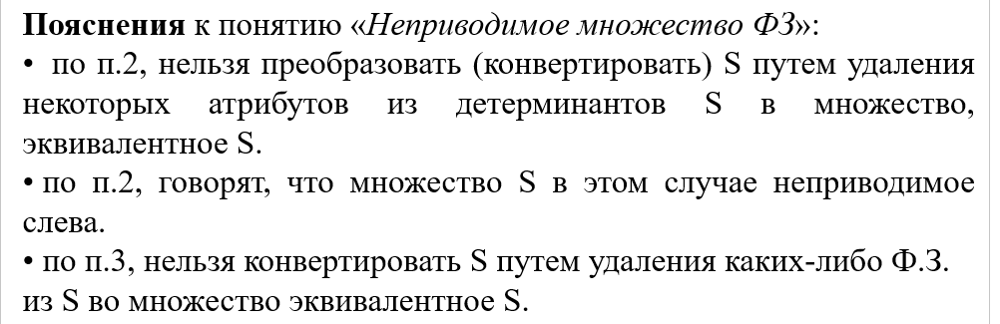 Пояснения к понятию «Неприводимое множество ФЗ»:
• по п.2, нельзя преобразовать (конвертировать) S путем удаления
некоторых атрибутов из детерминантов S в множество,
эквивалентное S.
• по п.2, говорят, что множество S в этом случае неприводимое
слева.
• по п.3, нельзя конвертировать S путем удаления каких-либо Ф.З.
из S во множество эквивалентное S.